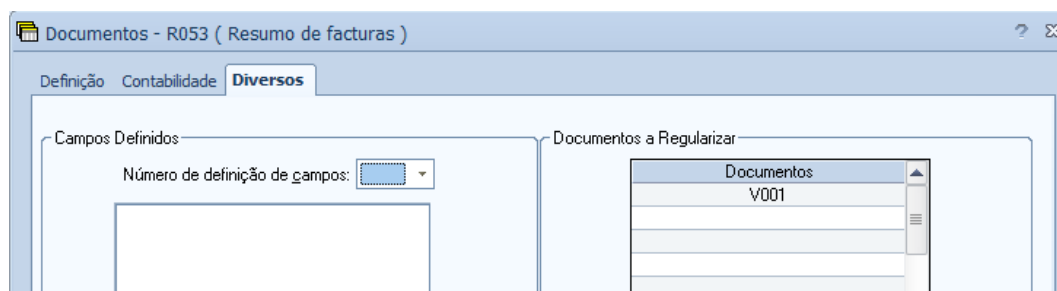 Documentos - R053 ( Resumo de facturas )
Definição Contabilidade Diversos
Campos Definidos
Documentos a Regularizar
Número de definição de campos:
Documentos
V001